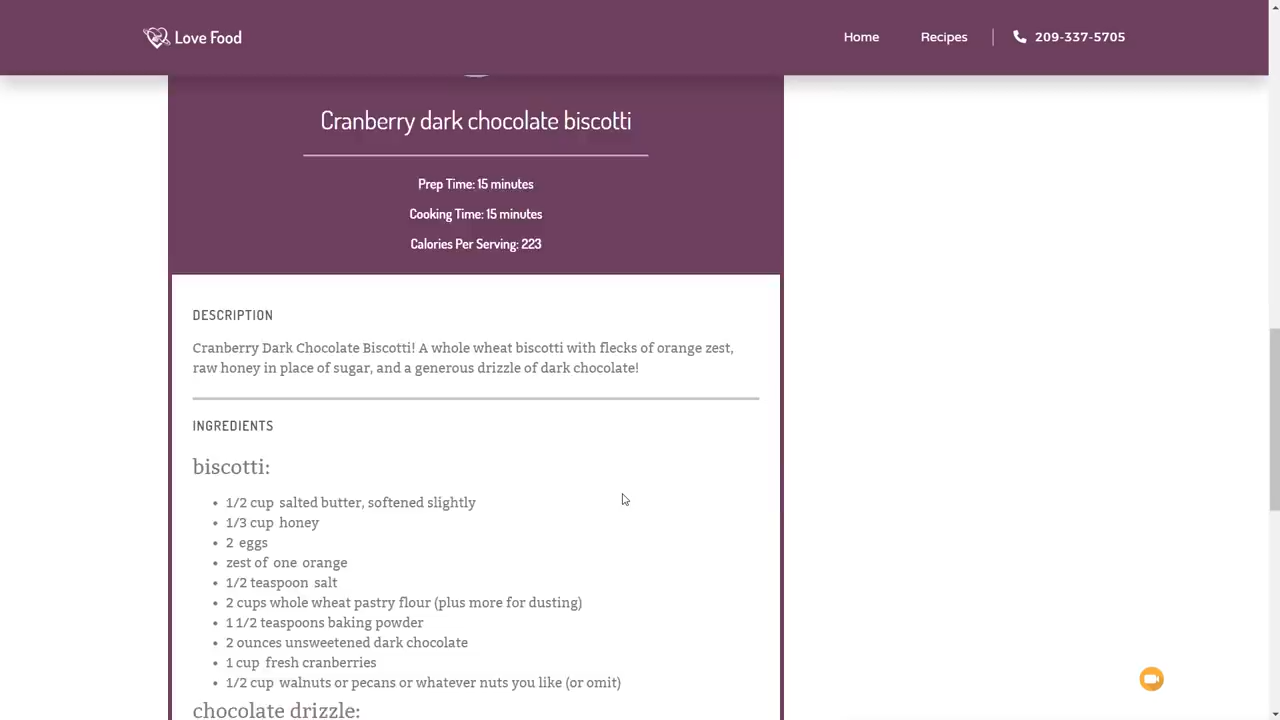 Love Food
Home
Recipes
209-337-5705
Cranberry dark chocolate biscotti
Prep Time: 15 minutes
Cooking Time: 15 minutes
Calories Per Serving: 223
DESCRIPTION
Cranberry Dark Chocolate Biscotti! A whole wheat biscotti with flecks of orange zest,
raw honey in place of sugar, and a generous drizzle of dark chocolate!
INGREDIENTS
biscotti:
• 1/2 cup salted butter, softened slightly
• 1/3 cup honey
• 2 eggs
• zest of one orange
• 1/2 teaspoon salt
• 2 cups whole wheat pastry flour (plus more for dusting)
• 1 1/2 teaspoons baking powder
• 2 ounces unsweetened dark chocolate
• 1 cup fresh cranberries
• 1/2 cup walnuts or pecans or whatever nuts you like (or omit)
chocolate drizzle: